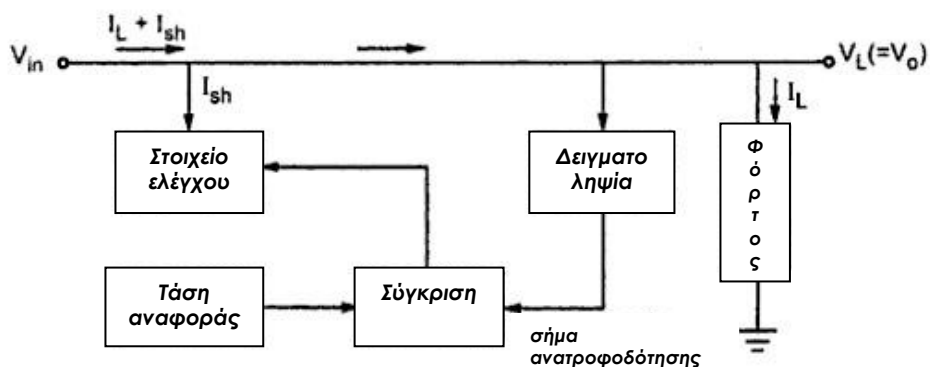 I_L + I_sh
V_in
V_L(=V_o)
I_sh
I_L
Στοιχείο
ελέγχου
Δειγματο
ληψία
Φ
ό
ρ
τ
ο
ς
Τάση
αναφοράς
Σύγκριση
σήμα
ανατροφοδότησης